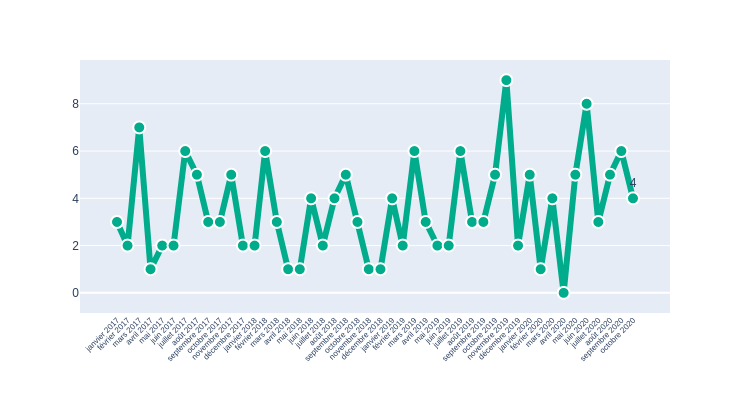 8
6
4
2
0
4
janvier 2017
février 2017
mars 2017
avril 2017
mai 2017
juin 2017
juillet 2017
août 2017
septembre 2017
octobre 2017
novembre 2017
décembre 2017
janvier 2018
février 2018
mars 2018
avril 2018
mai 2018
juin 2018
juillet 2018
août 2018
septembre 2018
octobre 2018
novembre 2018
décembre 2018
janvier 2019
février 2019
mars 2019
avril 2019
mai 2019
juin 2019
juillet 2019
août 2019
septembre 2019
octobre 2019
novembre 2019
décembre 2019
janvier 2020
février 2020
mars 2020
avril 2020
mai 2020
juin 2020
juillet 2020
août 2020
septembre 2020
octobre 2020